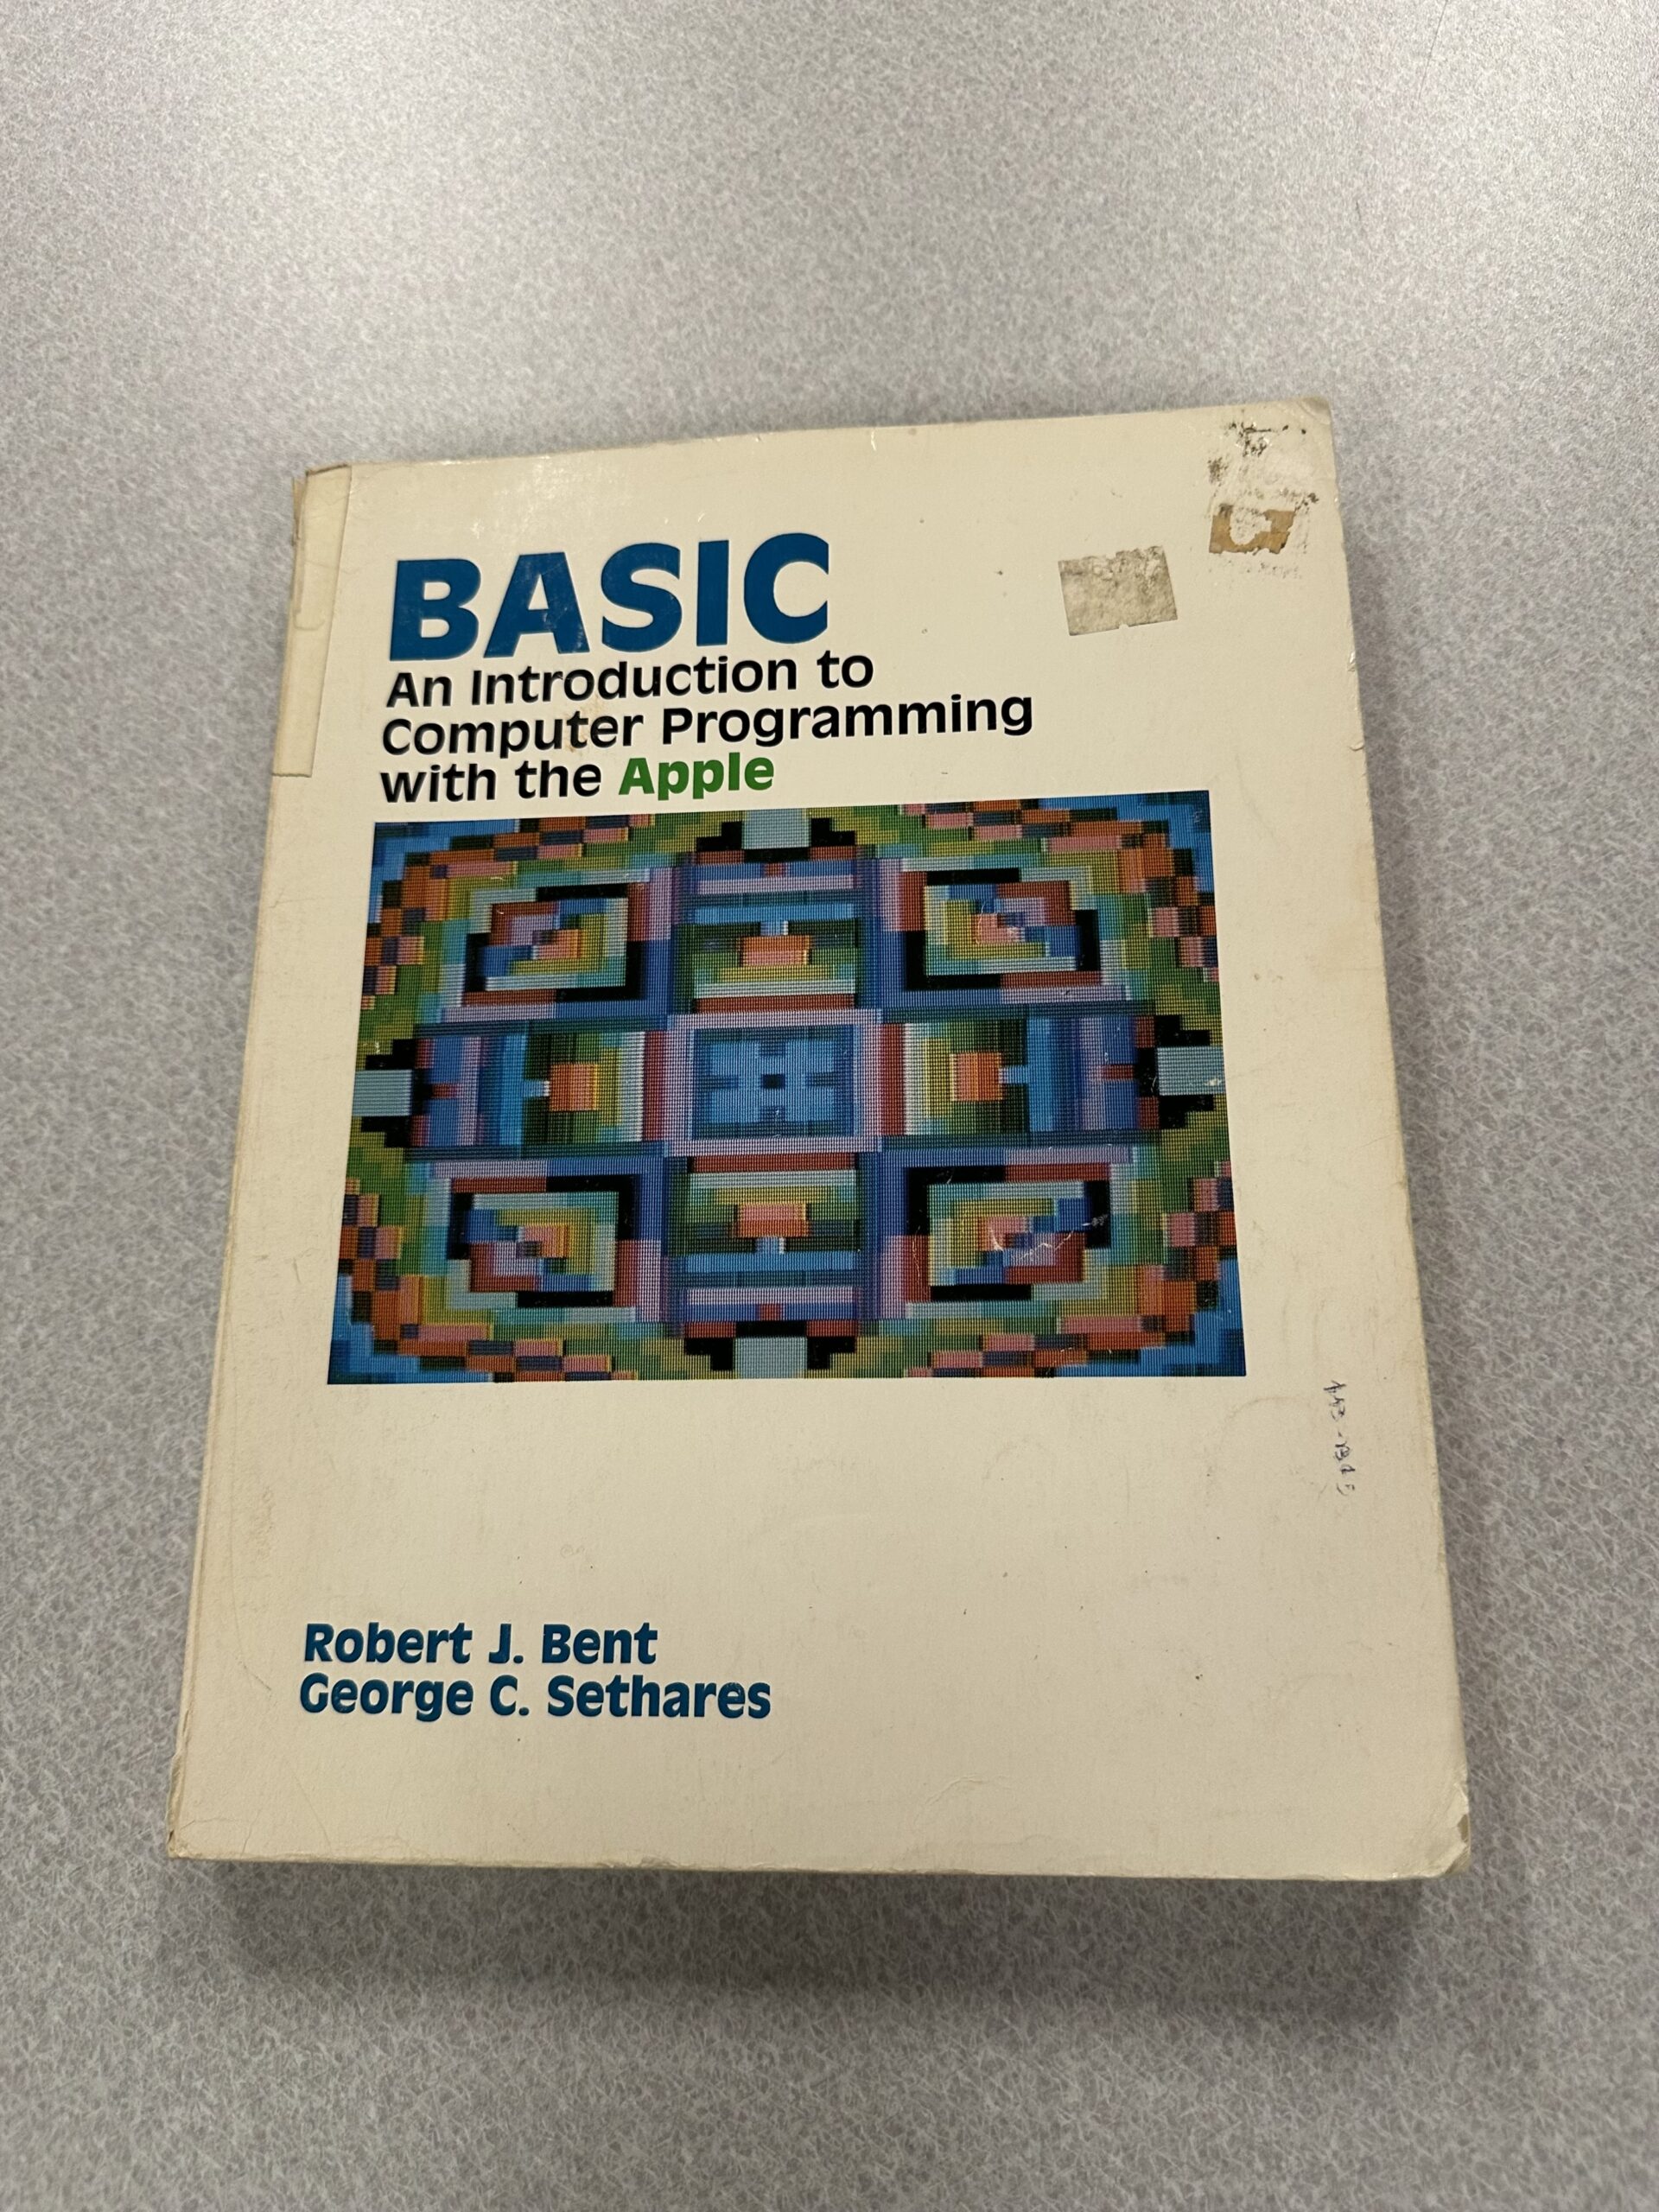 BASIC
An Introduction to
Computer Programming
with the Apple
Robert J. Bent
George C. Sethares